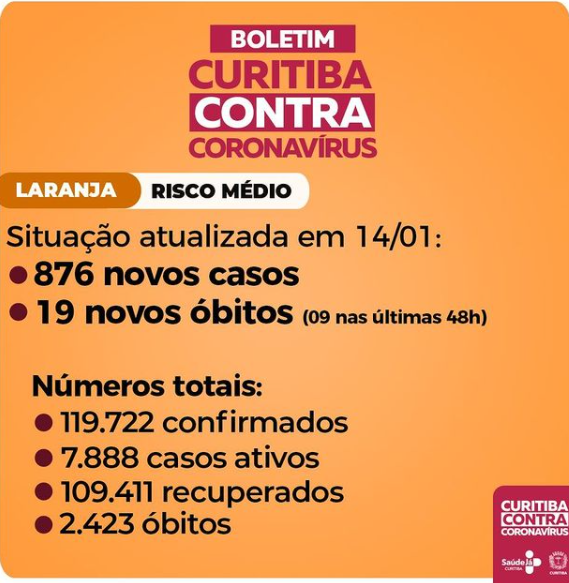 BOLETIM
CURITIBA
CONTRA
CORONAVÍRUS
LARANJA RISCO MÉDIO
Situação atualizada em 14/01:
876 novos casos
19 novos óbitos (09 nas últimas 48h)
Números totais:
119.722 confirmados
7.888 casos ativos
109.411 recuperados
2.423 óbitos
CURITIBA
CONTRA
CORONAVÍRUS
Saúde Já
CURITIBA
CURITIBA